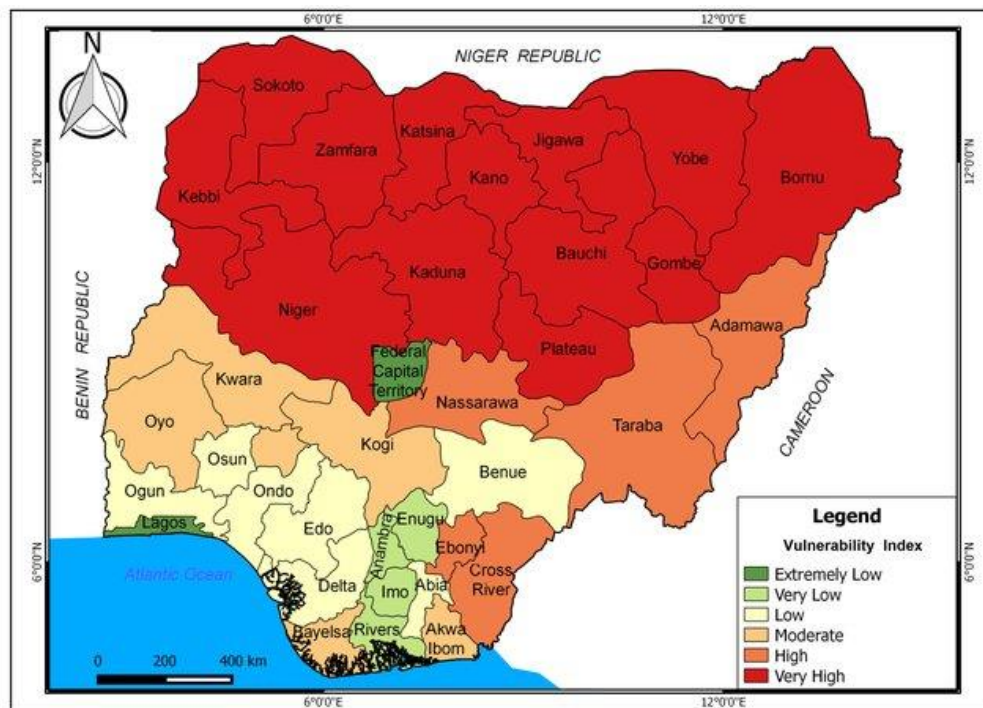 6°0'0"E
12°0'0"E
N
NIGER REPUBLIC
Sokoto
Katsina
Jigawa
Zamfara
Yobe
12°0'0"N
12°0'0"N
Kano
Bornu
Kebbi
Bauchi
Kaduna
Gombe
Niger
Adamawa
BENIN REPUBLIC
Plateau
Federal
Capital
Territory
Kwara
Nassarawa
CAMEROON
Oyo
Taraba
Kogi
Osun
Benue
Ogun
Ondo
Lagos
Enugu
Edo
Anambra
Ebonyi
6°0'0"N
6°0'0"N
Atlantic Ocean
Delta
Imo
Abia
Cross
River
Bayelsa
Rivers
Akwa
Ibom
0 200 400 km
Legend
Vulnerability Index
Extremely Low
Very Low
Low
Moderate
High
Very High
6°0'0"E
12°0'0"E